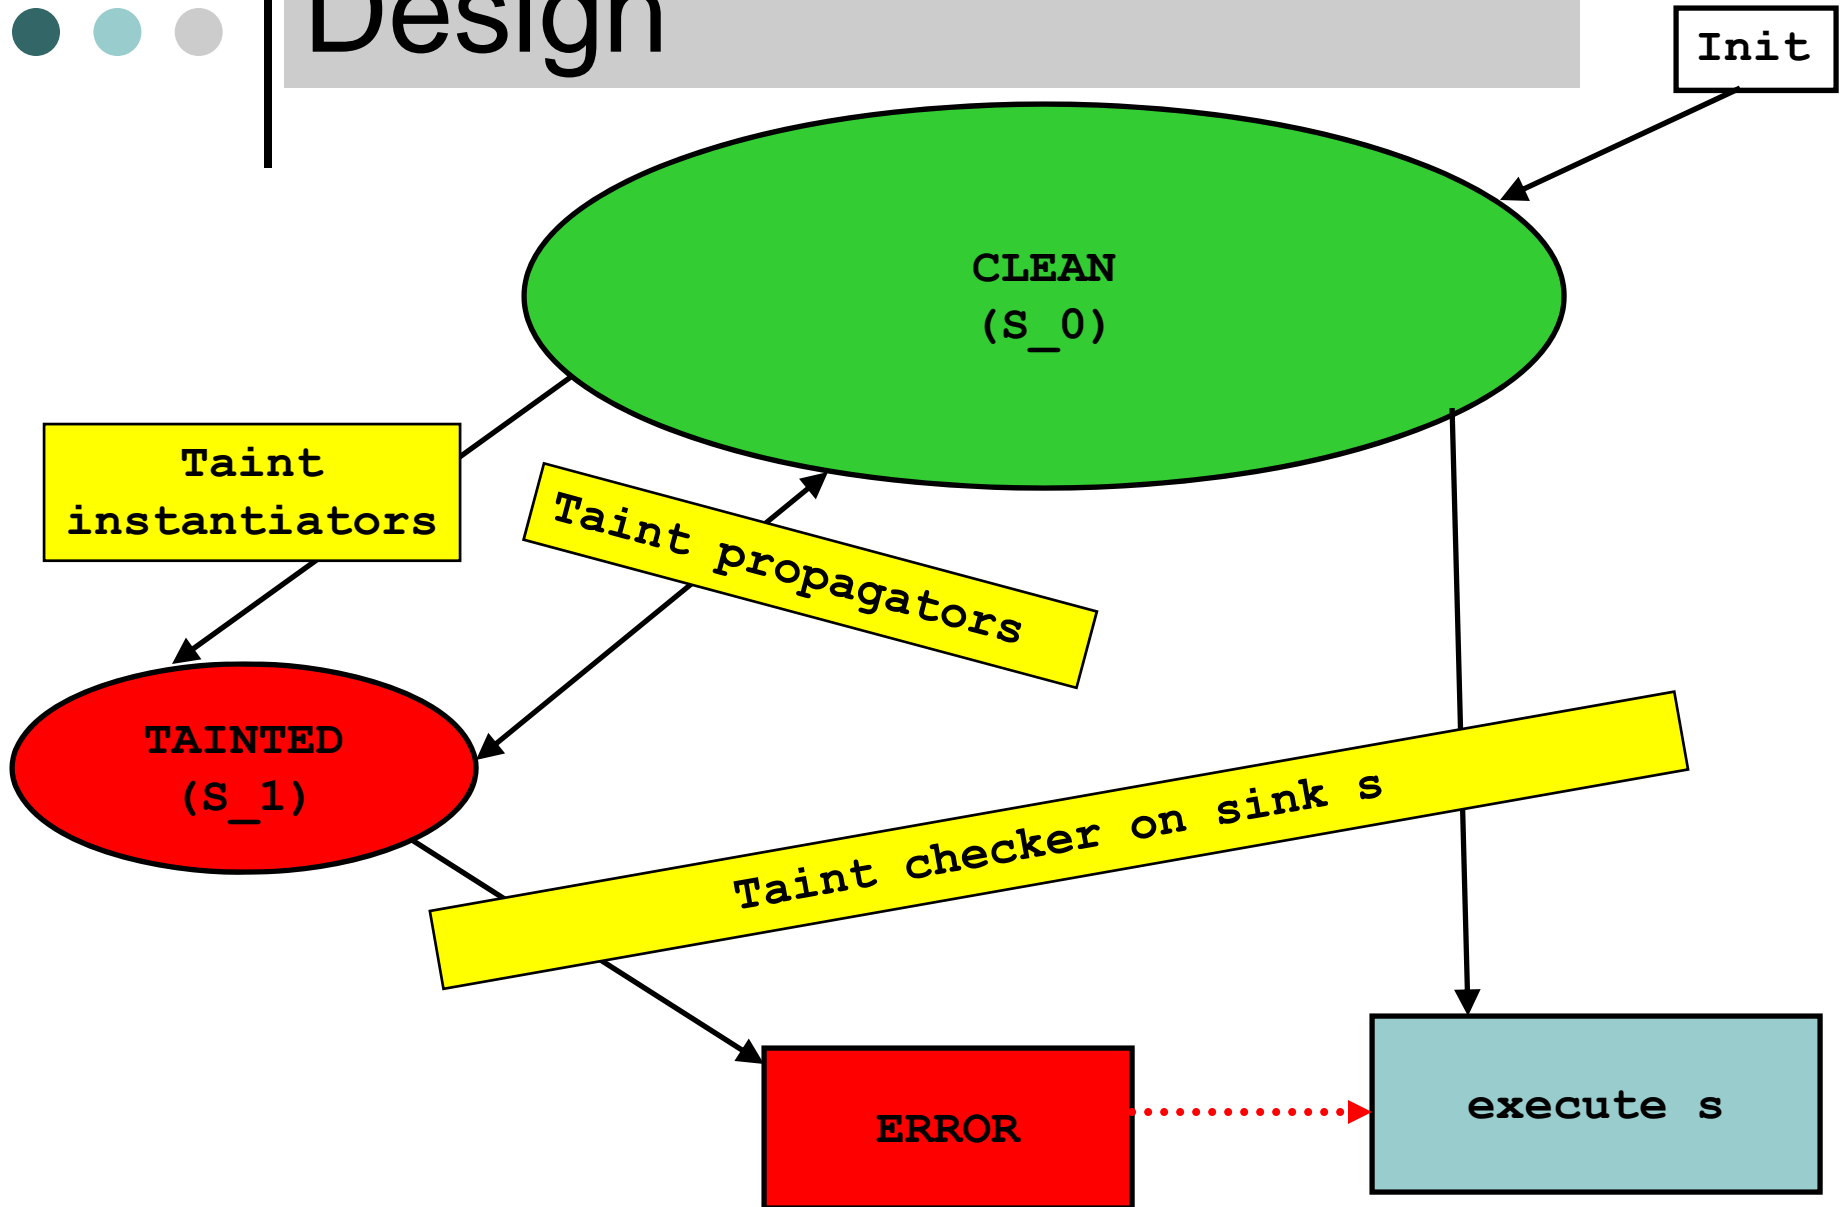 Design
Init
CLEAN
(S_0)
Taint
instantiators
Taint propagators
TAINTED
(S_1)
Taint checker on sink s
ERROR
execute s